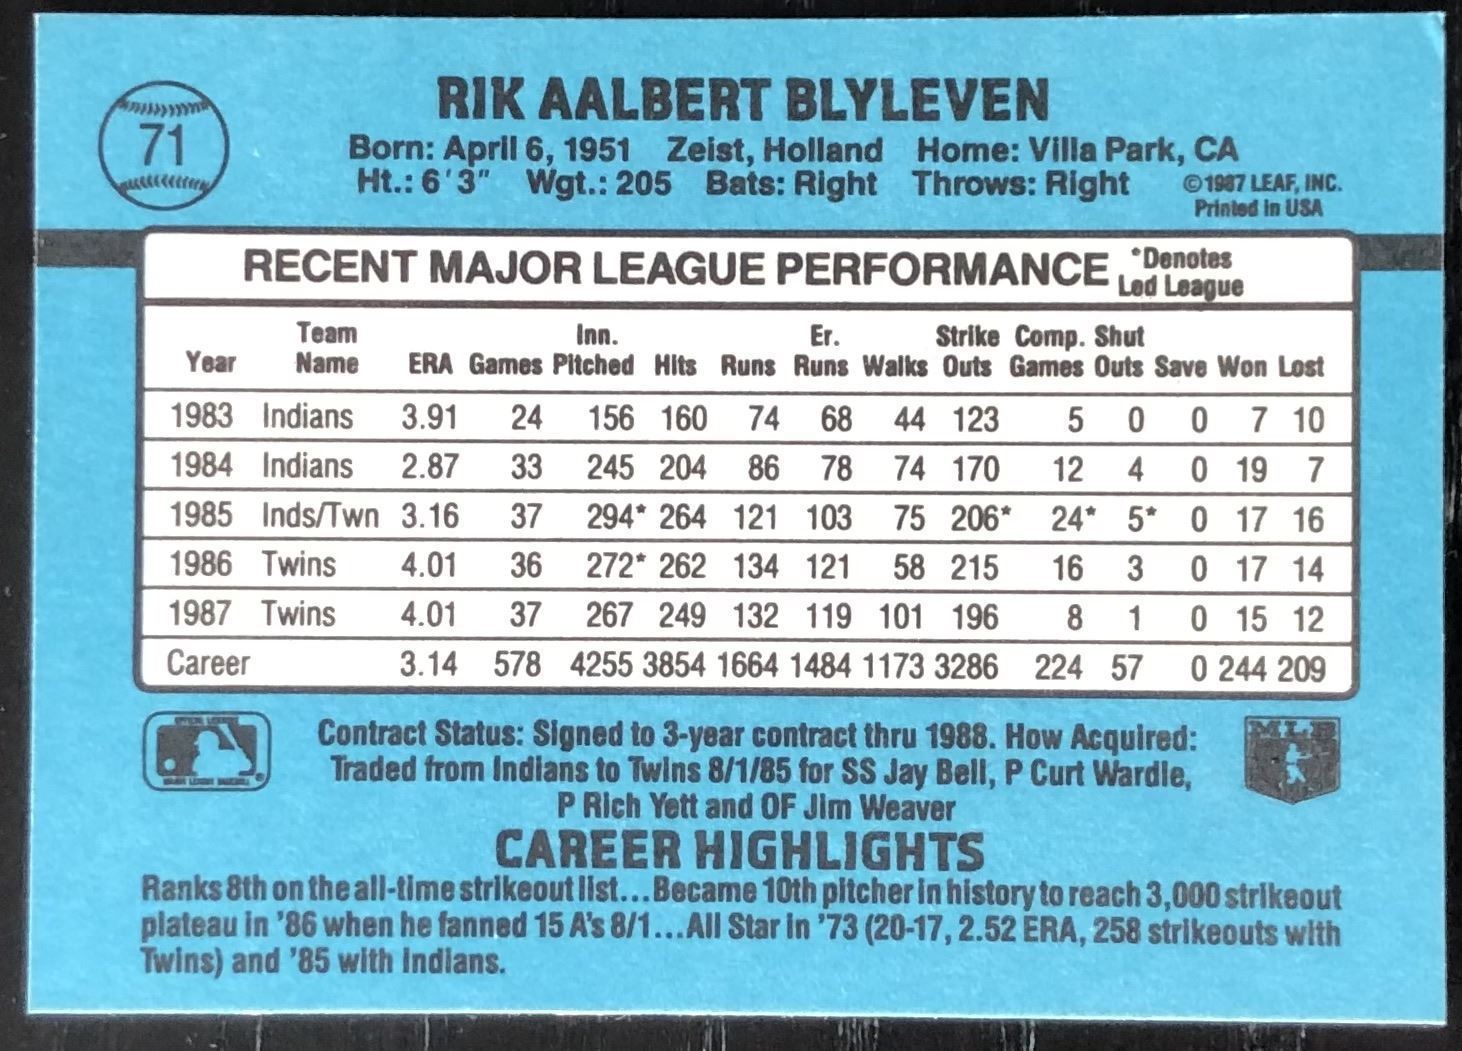 RIK AALBERT BLYLEVEN
71
Born: April 6, 1951 Zeist, Holland Home: Villa Park, CA
Ht.: 6'3" Wgt.: 205 Bats: Right Throws: Right ©1987 LEAF, INC.
Printed in USA
RECENT MAJOR LEAGUE PERFORMANCE *Denotes
Led League
Team Inn. Er. Strike Comp. Shut
Year Name ERA Games Pitched Hits Runs Runs Walks Outs Games Outs Save Won Lost
1983 Indians 3.91 24 156 160 74 68 44 123 5 0 0 7 10
1984 Indians 2.87 33 245 204 86 78 74 170 12 4 0 19 7
1985 Inds/Twn 3.16 37 294* 264 121 103 75 206* 24* 5* 0 17 16
1986 Twins 4.01 36 272* 262 134 121 58 215 16 3 0 17 14
1987 Twins 4.01 37 267 249 132 119 101 196 8 1 0 15 12
Career 3.14 578 4255 3854 1664 1484 1173 3286 224 57 0 244 209
Contract Status: Signed to 3-year contract thru 1988. How Acquired:
Traded from Indians to Twins 8/1/85 for SS Jay Bell, P Curt Wardle,
P Rich Yett and OF Jim Weaver
MLB
CAREER HIGHLIGHTS
Ranks 8th on the all-time strikeout list...Became 10th pitcher in history to reach 3,000 strikeout
plateau in '86 when he fanned 15 A's 8/1...All Star in '73 (20-17, 2.52 ERA, 258 strikeouts with
Twins) and '85 with Indians.